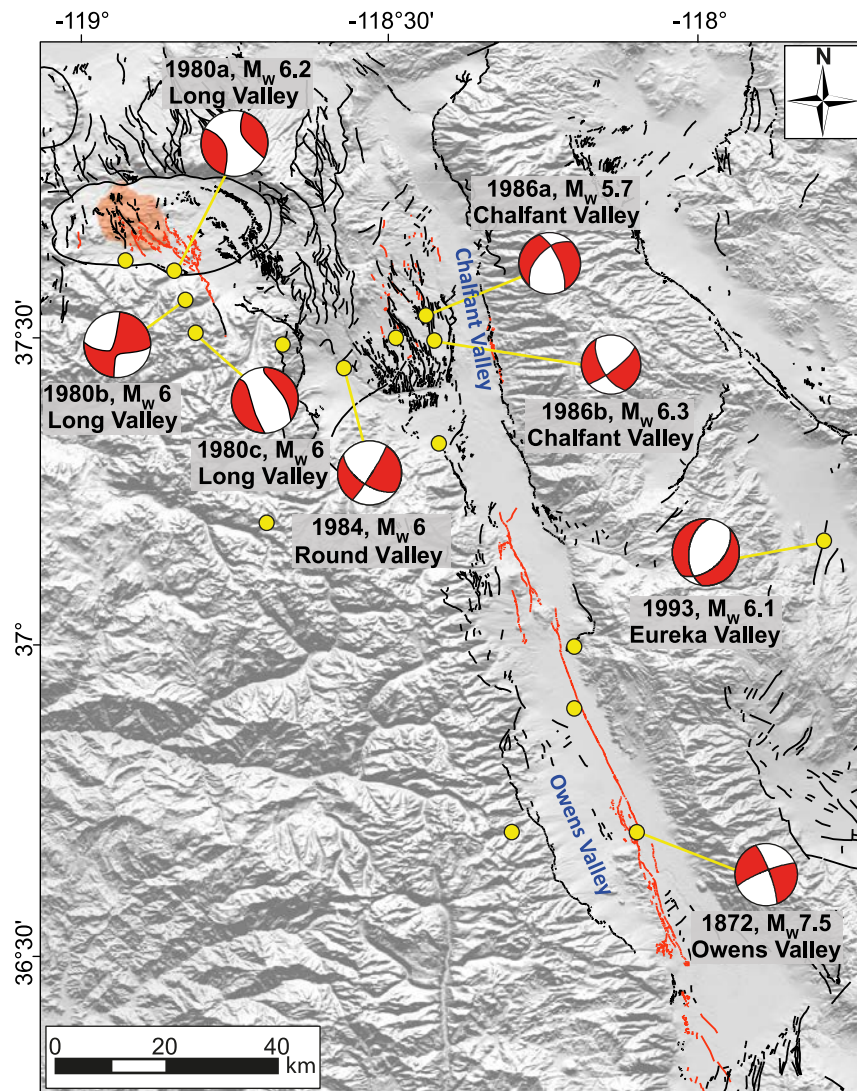 -119°
-118°30'
-118°
N
1980a, Mw 6.2
Long Valley
1986a, Mw 5.7
Chalfant Valley
Chalfant Valley
37°30'
1980b, Mw 6
Long Valley
1980c, Mw 6
Long Valley
1986b, Mw 6.3
Chalfant Valley
1984, Mw 6
Round Valley
1993, Mw 6.1
Eureka Valley
37°
Owens Valley
1872, Mw7.5
Owens Valley
36°30'
0 20 40 km